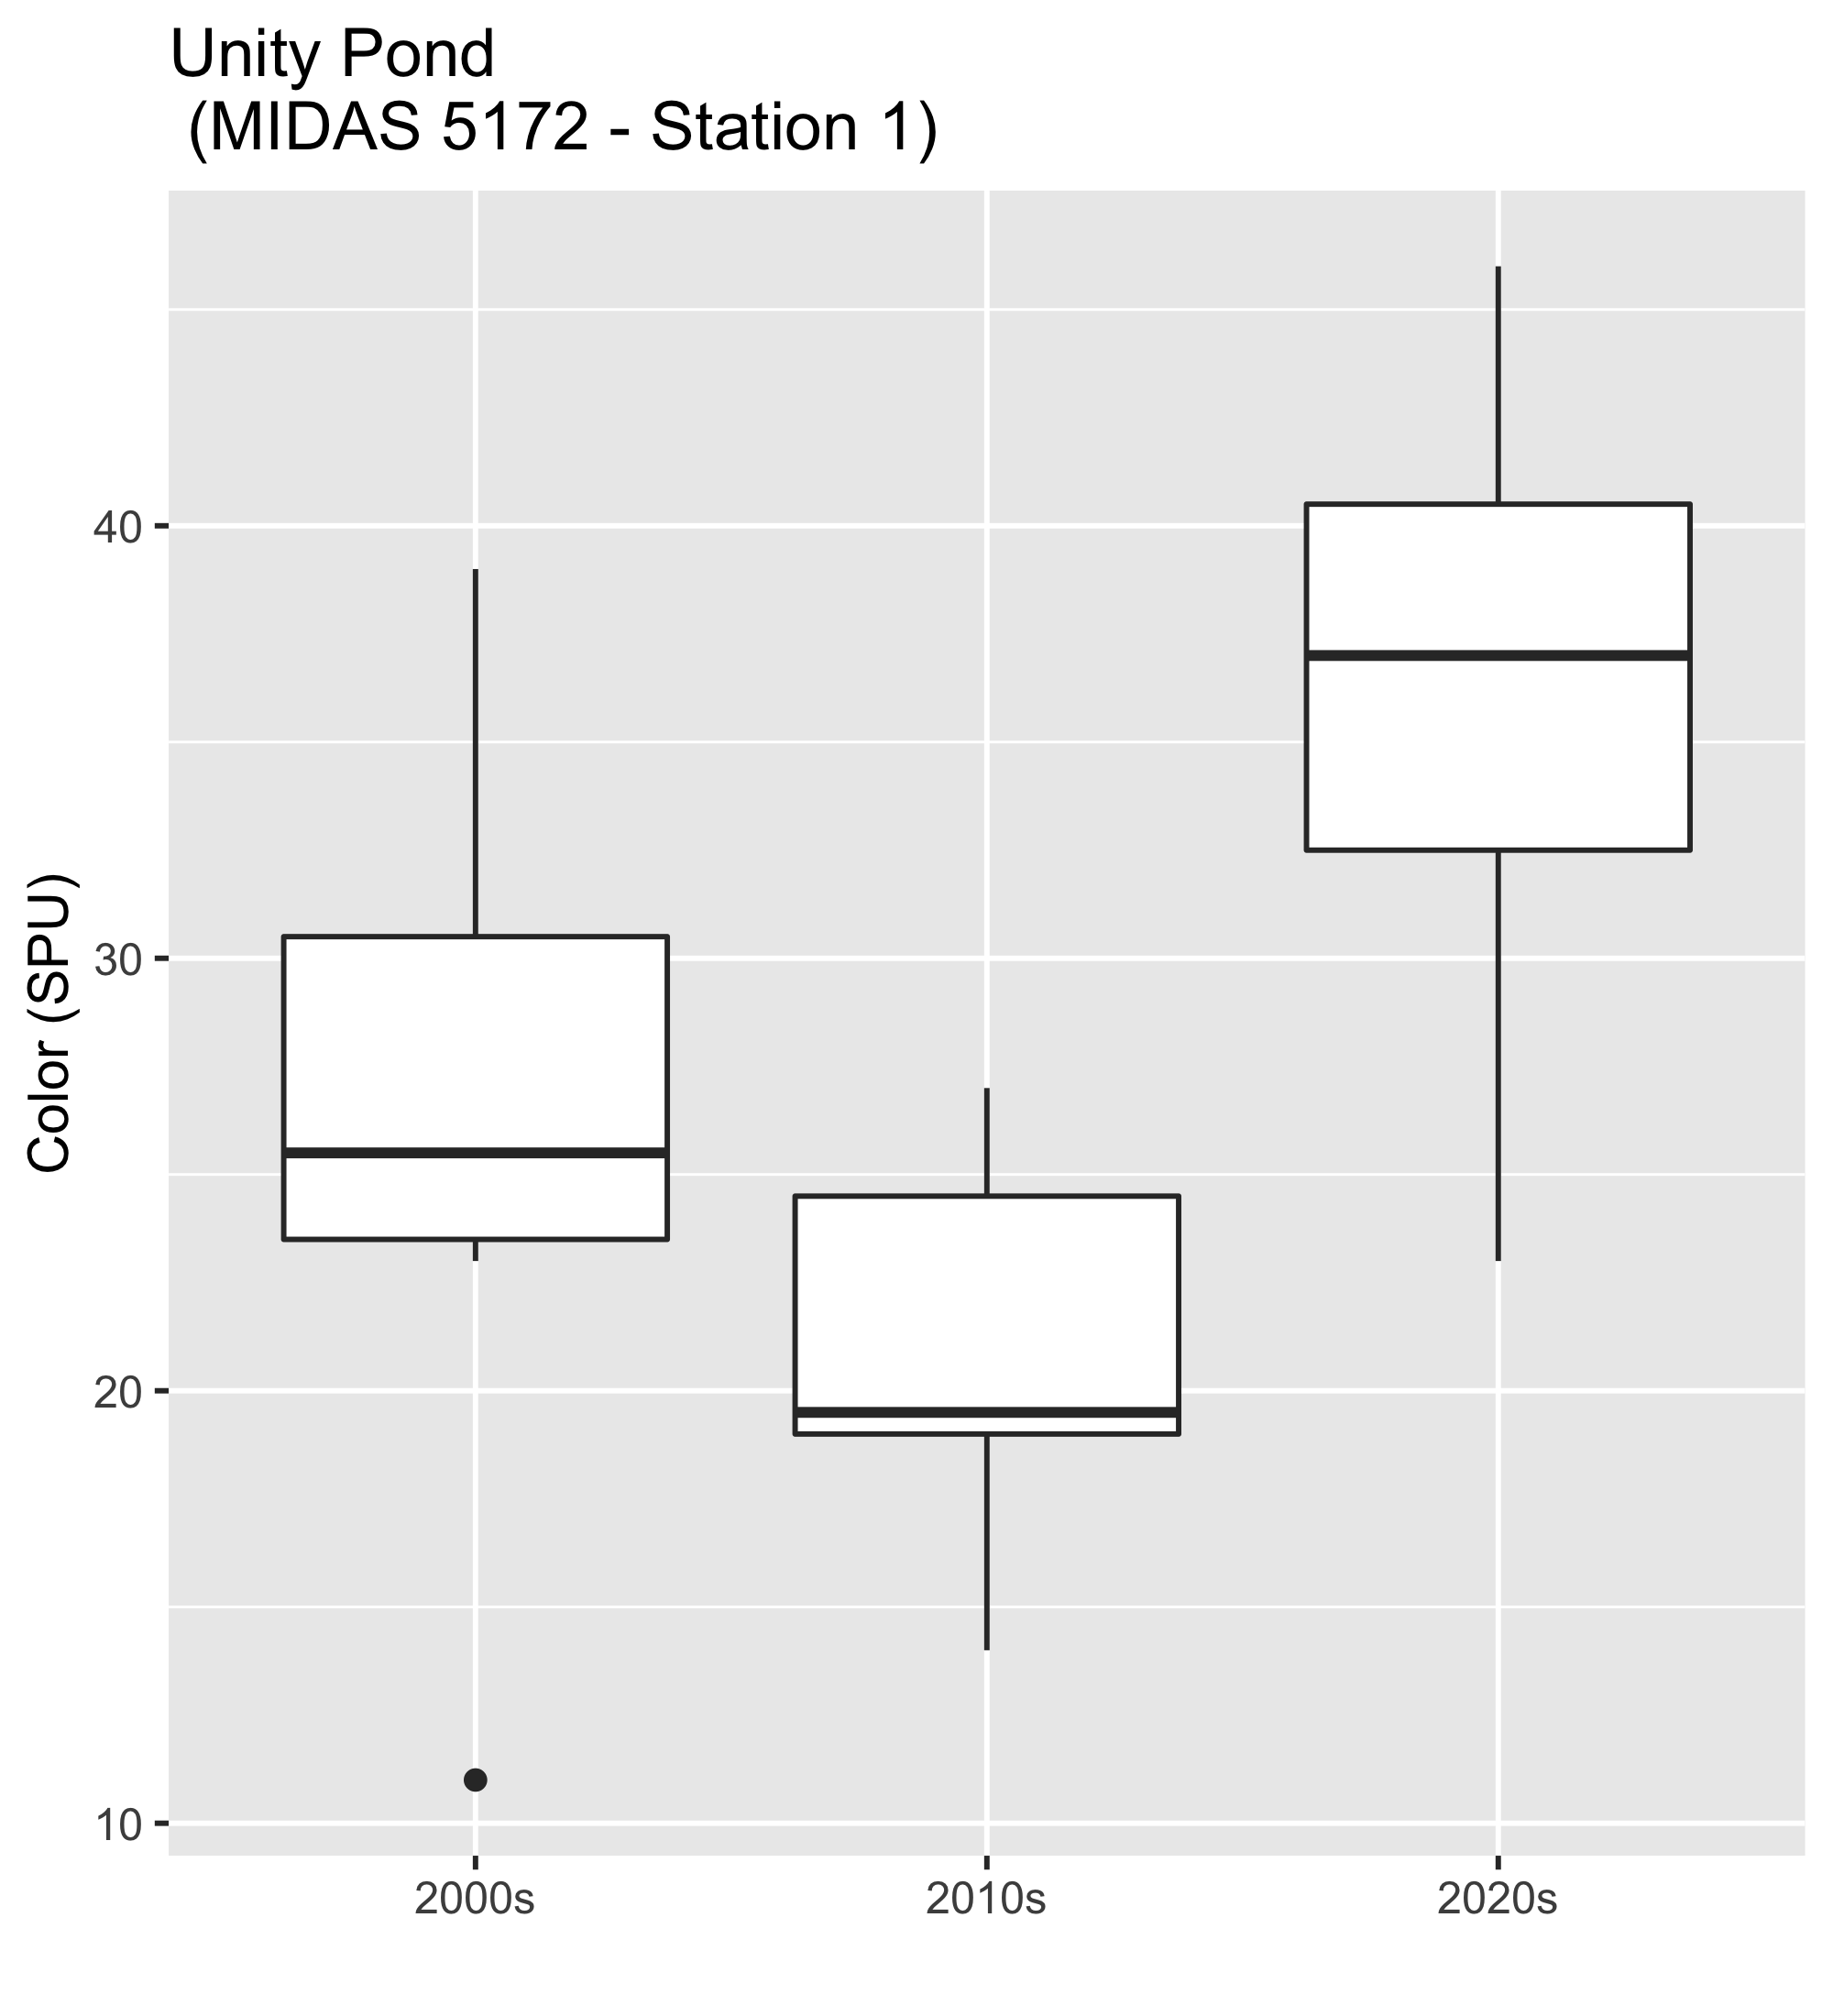 Unity Pond
(MIDAS 5172 - Station 1)
Color (SPU)
40
30
20
10
2000s
2010s
2020s